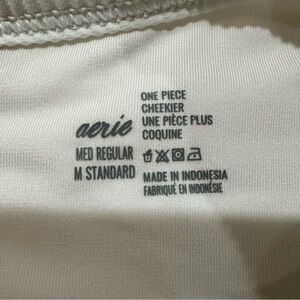 aerie
MED REGULAR
M STANDARD
ONE PIECE
CHEEKIER
UNE PIÈCE PLUS
COQUINE
MADE IN INDONESIA
FABRIQUÉ EN INDONÉSIE